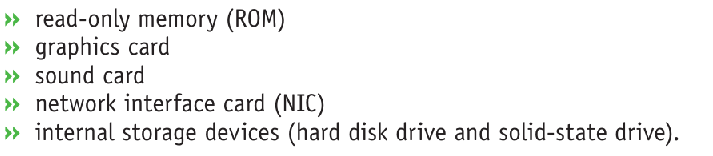 » read-only memory (ROM)
» graphics card
» sound card
» network interface card (NIC)
» internal storage devices (hard disk drive and solid-state drive).